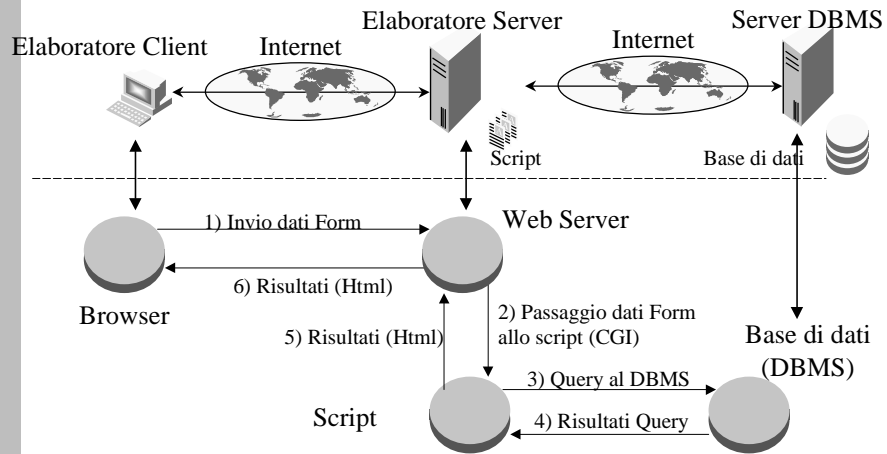 Elaboratore Client
Internet
Elaboratore Server
Internet
Server DBMS
Script
Base di dati
1) Invio dati Form
Web Server
6) Risultati (Html)
Browser
2) Passaggio dati Form
allo script (CGI)
5) Risultati (Html)
Base di dati
(DBMS)
3) Query al DBMS
Script
4) Risultati Query